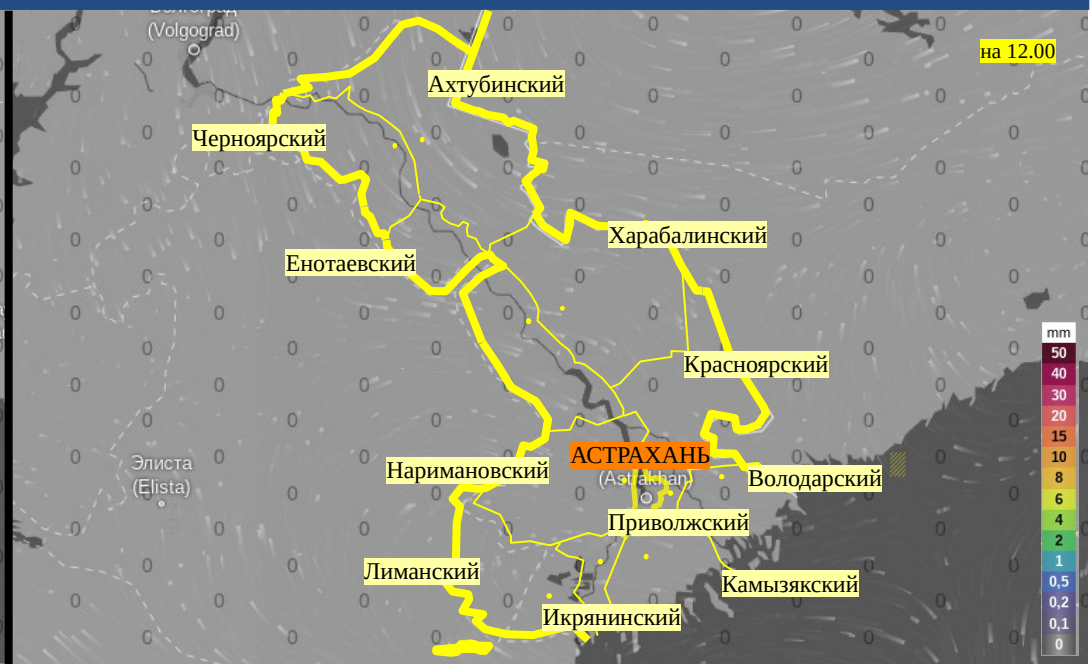 (Volgograd)
на 12.00
Ахтубинский
Черноярский
Харабалинский
Енотаевский
mm
50
40
30
20
15
10
8
6
4
2
1
0,5
0,2
0,1
0
Красноярский
АСТРАХАНЬ
Элиста
(Elista)
Наримановский
(Astrakhan)
Володарский
Приволжский
Лиманский
Камызякский
Икрянинский